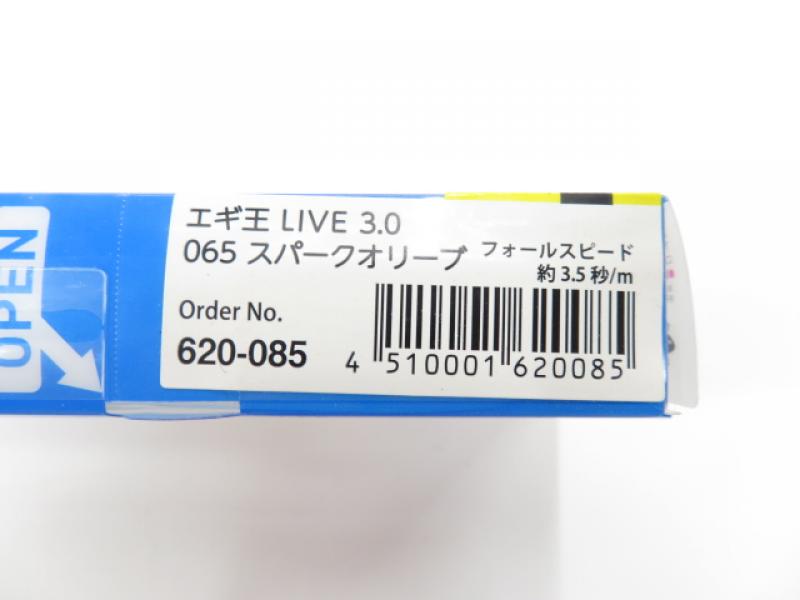 エギ王 LIVE 3.0
065 スパークオリーブ フォールスピード
約3.5秒/m
Order No.
620-085
4 510001 620085
OPEN